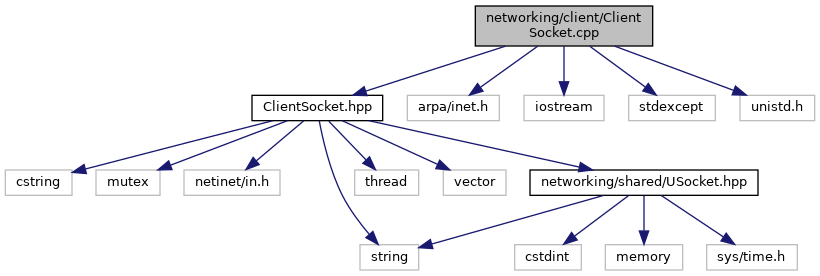 networking/client/Client
Socket.cpp
ClientSocket.hpp
arpa/inet.h
iostream
stdexcept
unistd.h
cstring
mutex
netinet/in.h
thread
vector
networking/shared/USocket.hpp
string
cstdint
memory
sys/time.h